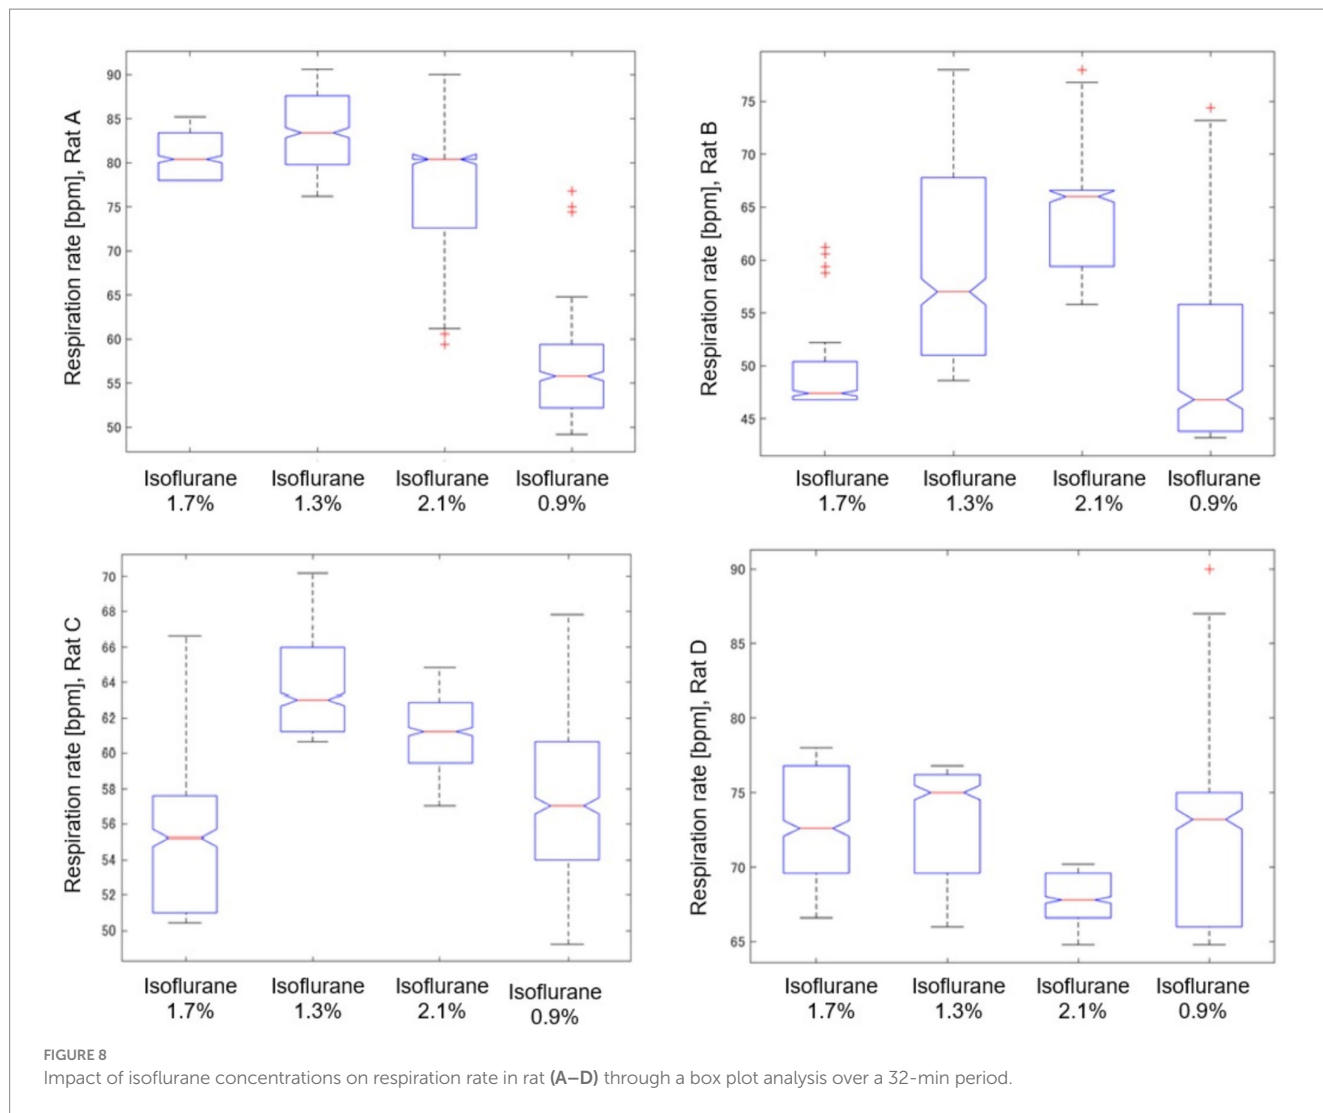 Respiration rate [bpm], Rat A
90
85
80
75
70
65
60
55
50
Isoflurane 1.7%
Isoflurane 1.3%
Isoflurane 2.1%
Isoflurane 0.9%
Respiration rate [bpm], Rat B
75
70
65
60
55
50
45
Isoflurane 1.7%
Isoflurane 1.3%
Isoflurane 2.1%
Isoflurane 0.9%
Respiration rate [bpm], Rat C
70
68
66
64
62
60
58
56
54
52
50
Isoflurane 1.7%
Isoflurane 1.3%
Isoflurane 2.1%
Isoflurane 0.9%
Respiration rate [bpm], Rat D
90
85
80
75
70
65
Isoflurane 1.7%
Isoflurane 1.3%
Isoflurane 2.1%
Isoflurane 0.9%
FIGURE 8
Impact of isoflurane concentrations on respiration rate in rat (A–D) through a box plot analysis over a 32-min period.